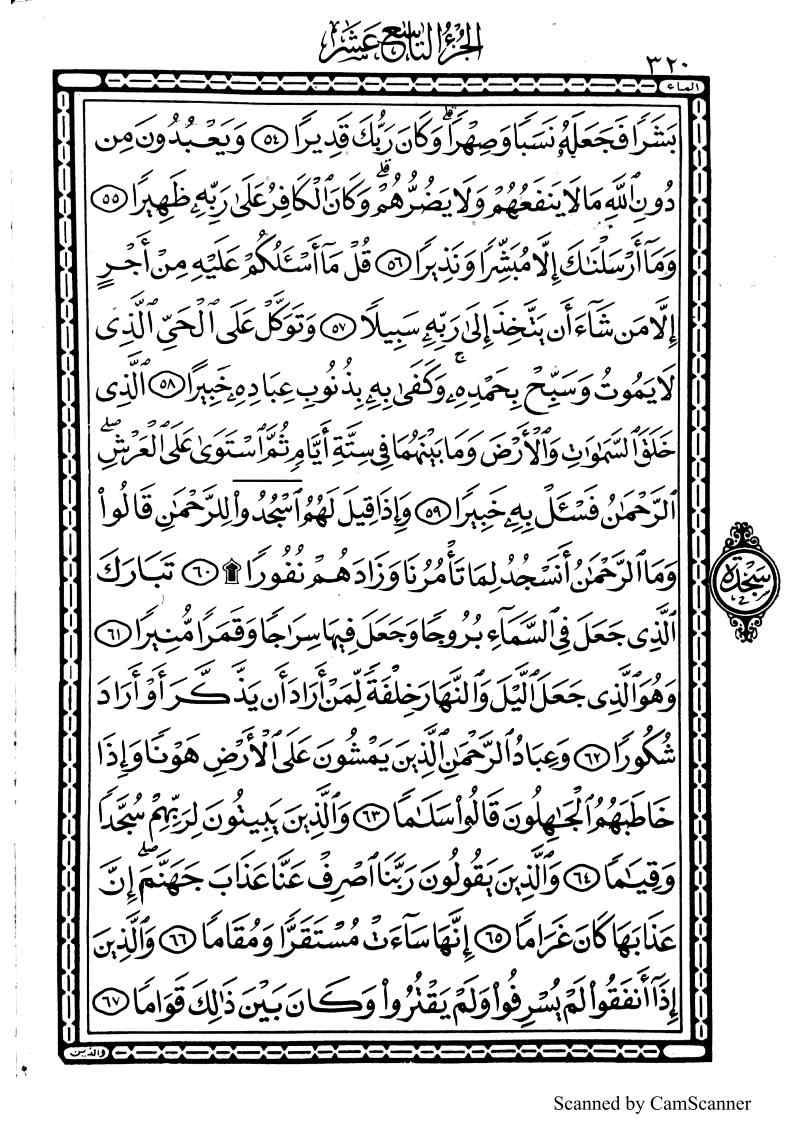 الجزء التاسع عشر
٣٢٠
الماء
بَشَرًا فَجَعَلَهُۥ نَسَبًا وَصِهْرًاۗ وَكَانَ رَبُّكَ قَدِيرًا ٥٤ وَيَعْبُدُونَ مِن
دُونِ ٱللَّهِ مَا لَا يَنفَعُهُمْ وَلَا يَضُرُّهُمْۗ وَكَانَ ٱلْكَافِرُ عَلَىٰ رَبِّهِۦ ظَهِيرًا ٥٥
وَمَآ أَرْسَلْنَٰكَ إِلَّا مُبَشِّرًا وَنَذِيرًا ٥٦ قُلْ مَآ أَسْـَٔلُكُمْ عَلَيْهِ مِنْ أَجْرٍ
إِلَّا مَن شَآءَ أَن يَتَّخِذَ إِلَىٰ رَبِّهِۦ سَبِيلًا ٥٧ وَتَوَكَّلْ عَلَى ٱلْحَىِّ ٱلَّذِى
لَا يَمُوتُ وَسَبِّحْ بِحَمْدِهِۦۚ وَكَفَىٰ بِهِۦ بِذُنُوبِ عِبَادِهِۦ خَبِيرًا ٥٨ ٱلَّذِى
خَلَقَ ٱلسَّمَٰوَٰتِ وَٱلْأَرْضَ وَمَا بَيْنَهُمَا فِى سِتَّةِ أَيَّامٍ ثُمَّ ٱسْتَوَىٰ عَلَى ٱلْعَرْشِۖ
ٱلرَّحْمَٰنُ فَسْـَٔلْ بِهِۦ خَبِيرًا ٥٩ وَإِذَا قِيلَ لَهُمُ ٱسْجُدُوا۟ لِلرَّحْمَٰنِ قَالُوا۟
وَمَا ٱلرَّحْمَٰنُ أَنَسْجُدُ لِمَا تَأْمُرُنَا وَزَادَهُمْ نُفُورًا ۩ ٦٠ تَبَارَكَ
سَجْدَة
ٱلَّذِى جَعَلَ فِى ٱلسَّمَآءِ بُرُوجًا وَجَعَلَ فِيهَا سِرَاجًا وَقَمَرًا مُّنِيرًا ٦١
وَهُوَ ٱلَّذِى جَعَلَ ٱلَّيْلَ وَٱلنَّهَارَ خِلْفَةً لِّمَنْ أَرَادَ أَن يَذَّكَّرَ أَوْ أَرَادَ
شُكُورًا ٦٢ وَعِبَادُ ٱلرَّحْمَٰنِ ٱلَّذِينَ يَمْشُونَ عَلَى ٱلْأَرْضِ هَوْنًا وَإِذَا
خَاطَبَهُمُ ٱلْجَٰهِلُونَ قَالُوا۟ سَلَٰمًا ٦٣ وَٱلَّذِينَ يَبِيتُونَ لِرَبِّهِمْ سُجَّدًا
وَقِيَٰمًا ٦٤ وَٱلَّذِينَ يَقُولُونَ رَبَّنَا ٱصْرِفْ عَنَّا عَذَابَ جَهَنَّمَۖ إِنَّ
عَذَابَهَا كَانَ غَرَامًا ٦٥ إِنَّهَا سَآءَتْ مُسْتَقَرًّا وَمُقَامًا ٦٦ وَٱلَّذِينَ
إِذَآ أَنفَقُوا۟ لَمْ يُسْرِفُوا۟ وَلَمْ يَقْتُرُوا۟ وَكَانَ بَيْنَ ذَٰلِكَ قَوَامًا ٦٧
والذين
Scanned by CamScanner